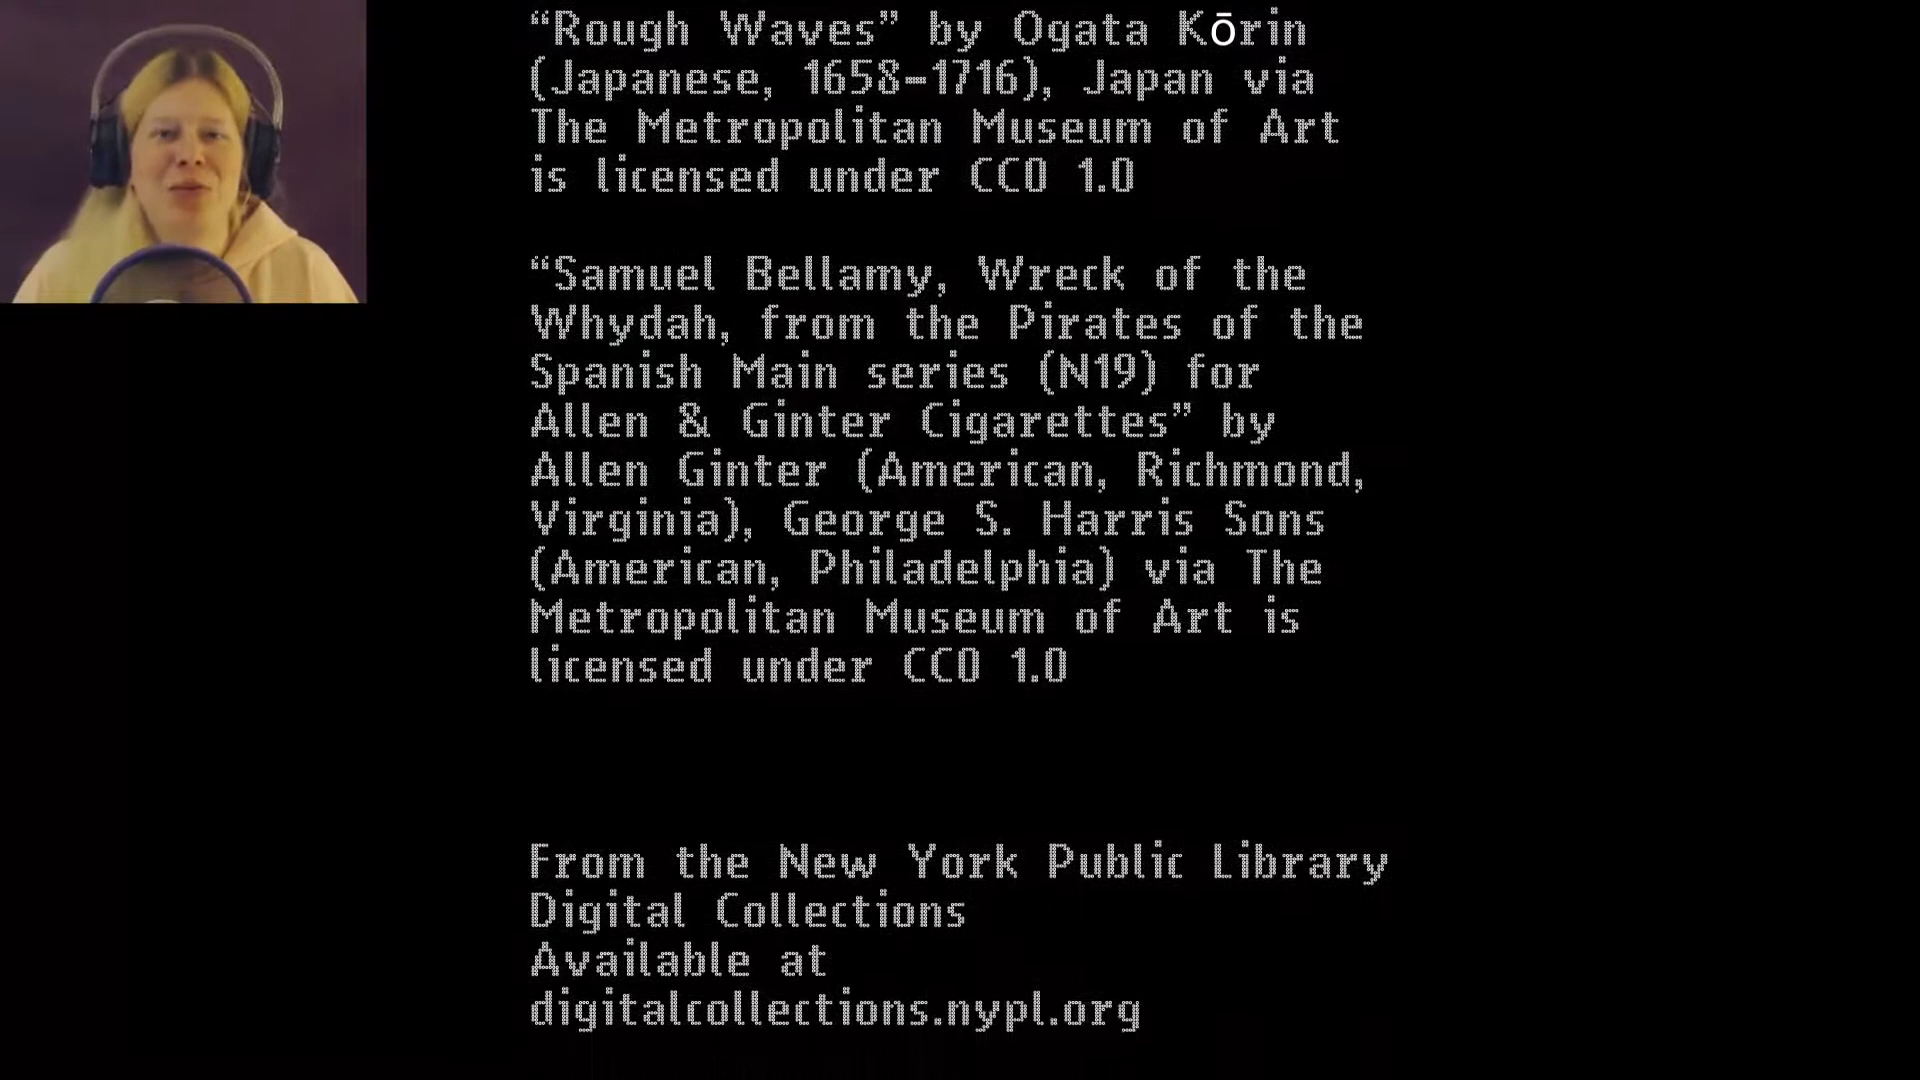 “Rough Waves” by Ogata Kōrin
(Japanese, 1658–1716), Japan via
The Metropolitan Museum of Art
is licensed under CC0 1.0
“Samuel Bellamy, Wreck of the
Whydah, from the Pirates of the
Spanish Main series (N19) for
Allen & Ginter Cigarettes” by
Allen Ginter (American, Richmond,
Virginia), George S. Harris Sons
(American, Philadelphia) via The
Metropolitan Museum of Art is
licensed under CC0 1.0
From the New York Public Library
Digital Collections
Available at
digitalcollections.nypl.org